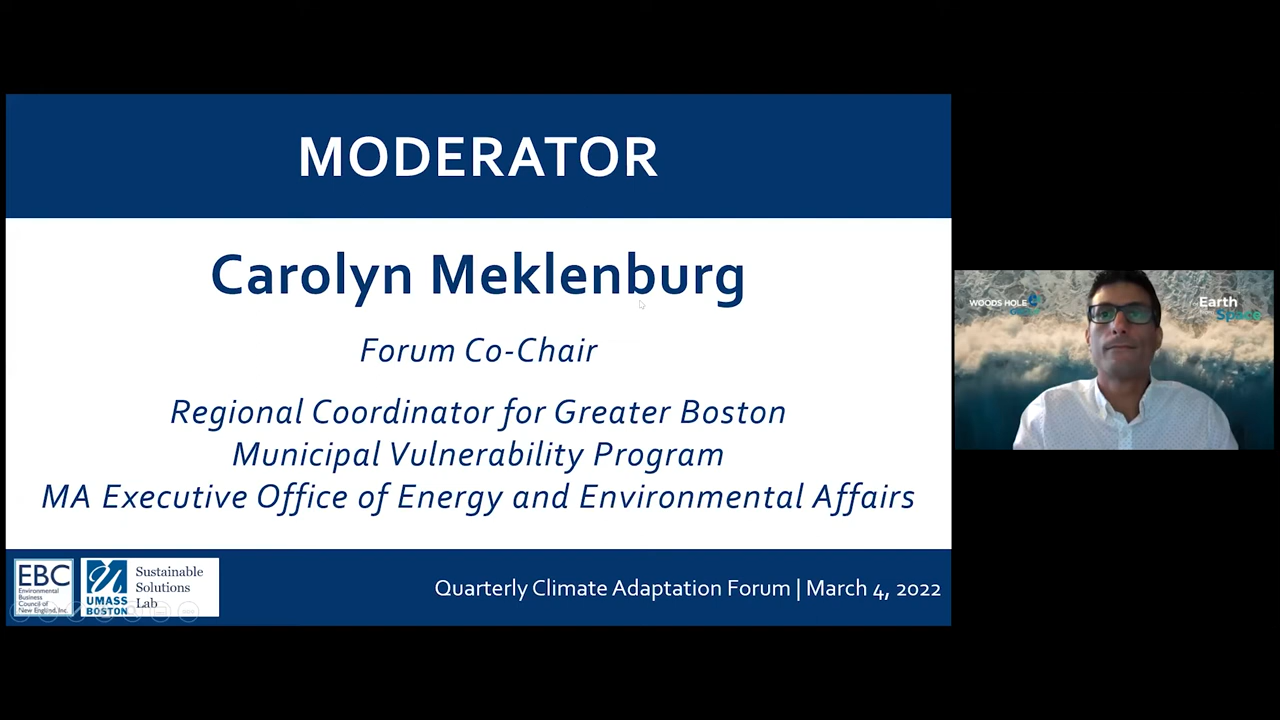 MODERATOR
Carolyn Meklenburg
Forum Co-Chair
Regional Coordinator for Greater Boston
Municipal Vulnerability Program
MA Executive Office of Energy and Environmental Affairs
EBC
Environmental
Business
Council of
New England, Inc.
UMASS
BOSTON
Sustainable
Solutions
Lab
Quarterly Climate Adaptation Forum | March 4, 2022
WOODS HOLE
Earth
Space